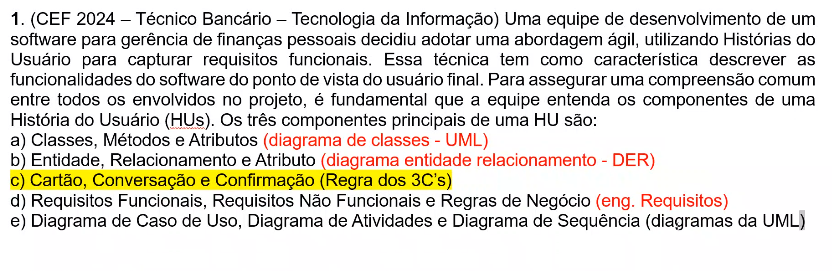 1. (CEF 2024 – Técnico Bancário – Tecnologia da Informação) Uma equipe de desenvolvimento de um
software para gerência de finanças pessoais decidiu adotar uma abordagem ágil, utilizando Histórias do
Usuário para capturar requisitos funcionais. Essa técnica tem como característica descrever as
funcionalidades do software do ponto de vista do usuário final. Para assegurar uma compreensão comum
entre todos os envolvidos no projeto, é fundamental que a equipe entenda os componentes de uma
História do Usuário (HUs). Os três componentes principais de uma HU são:
a) Classes, Métodos e Atributos (diagrama de classes - UML)
b) Entidade, Relacionamento e Atributo (diagrama entidade relacionamento - DER)
c) Cartão, Conversação e Confirmação (Regra dos 3C's)
d) Requisitos Funcionais, Requisitos Não Funcionais e Regras de Negócio (eng. Requisitos)
e) Diagrama de Caso de Uso, Diagrama de Atividades e Diagrama de Sequência (diagramas da UML)